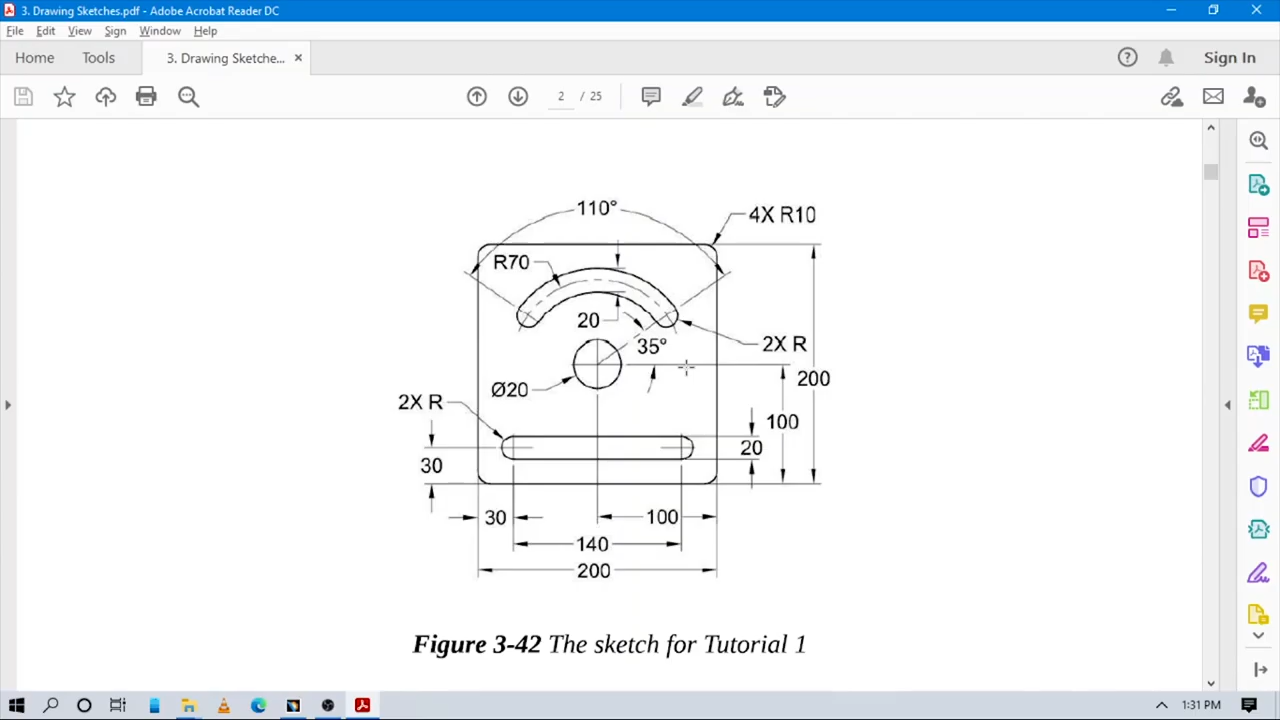 3. Drawing Sketches.pdf - Adobe Acrobat Reader DC
File Edit View Sign Window Help
Home Tools 3. Drawing Sketche... × Sign In
2 / 25
110°
4X R10
R70
20
35°
2X R
200
Ø20
2X R
100
20
30
30
100
140
200
Figure 3-42 The sketch for Tutorial 1
1:31 PM